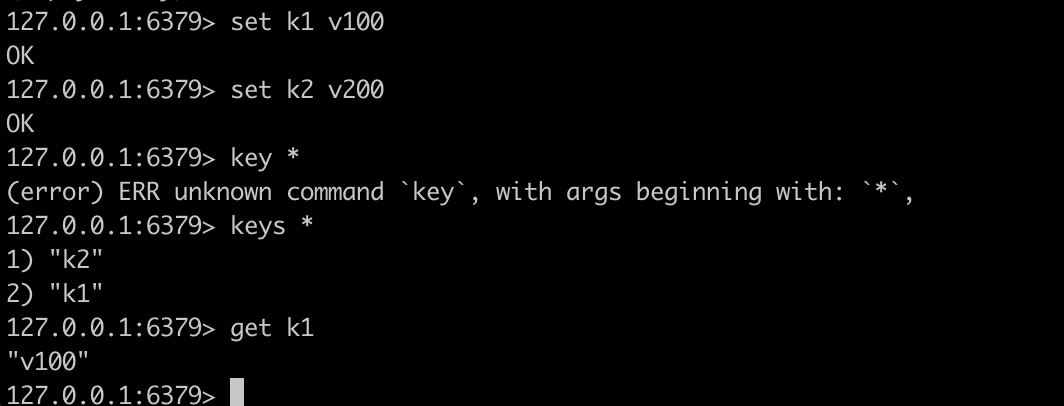 127.0.0.1:6379> set k1 v100
OK
127.0.0.1:6379> set k2 v200
OK
127.0.0.1:6379> key *
(error) ERR unknown command `key`, with args beginning with: `*`,
127.0.0.1:6379> keys *
1) "k2"
2) "k1"
127.0.0.1:6379> get k1
"v100"
127.0.0.1:6379>